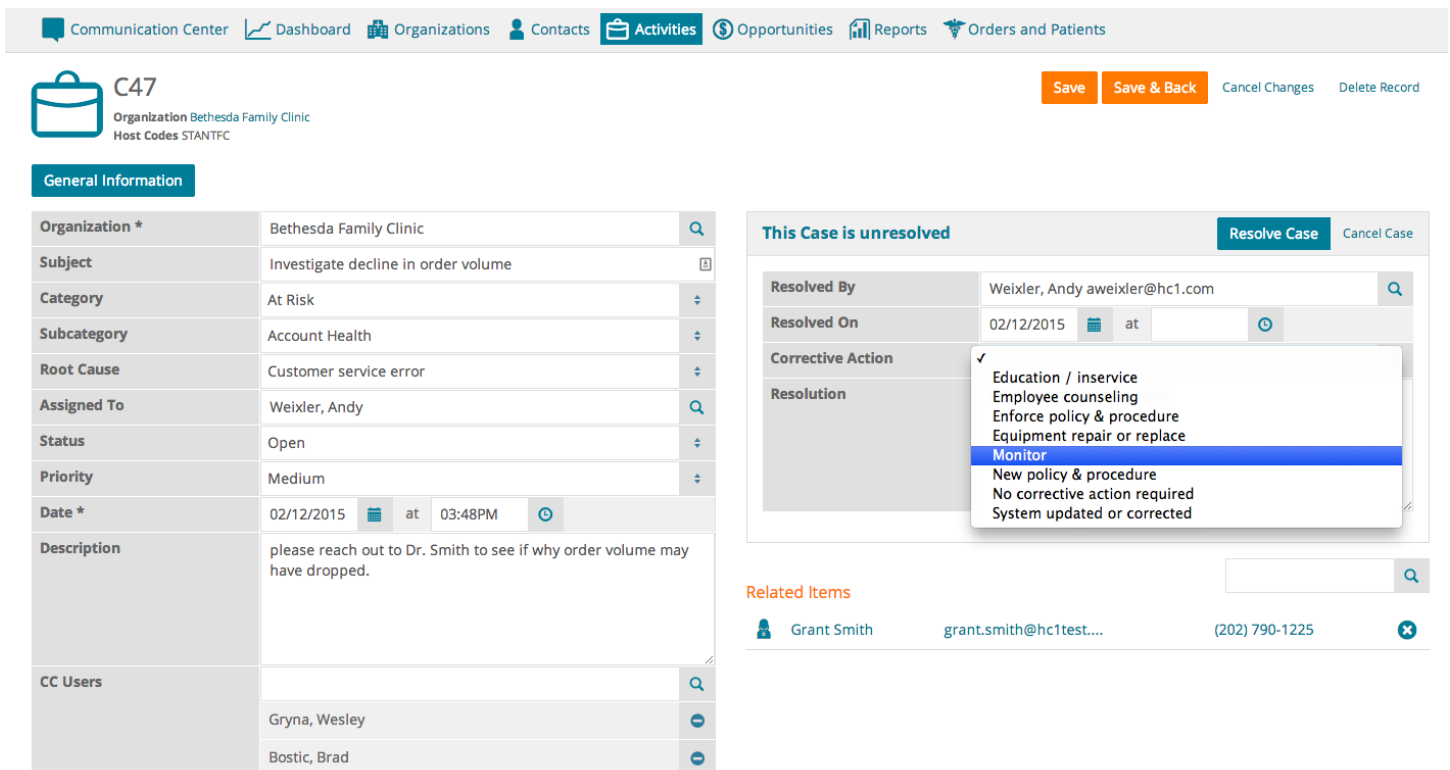 Communication Center Dashboard Organizations Contacts Activities Opportunities Reports Orders and Patients
C47
Organization Bethesda Family Clinic
Host Codes STANTFC
Save Save & Back Cancel Changes Delete Record
General Information
Organization * Bethesda Family Clinic
Subject Investigate decline in order volume
Category At Risk
Subcategory Account Health
Root Cause Customer service error
Assigned To Weixler, Andy
Status Open
Priority Medium
Date * 02/12/2015 at 03:48PM
Description please reach out to Dr. Smith to see if why order volume may
have dropped.
CC Users
Gryna, Wesley
Bostic, Brad
This Case is unresolved Resolve Case Cancel Case
Resolved By Weixler, Andy aweixler@hc1.com
Resolved On 02/12/2015 at
Corrective Action
Resolution
Education / inservice
Employee counseling
Enforce policy & procedure
Equipment repair or replace
Monitor
New policy & procedure
No corrective action required
System updated or corrected
Related Items
Grant Smith grant.smith@hc1test.... (202) 790-1225